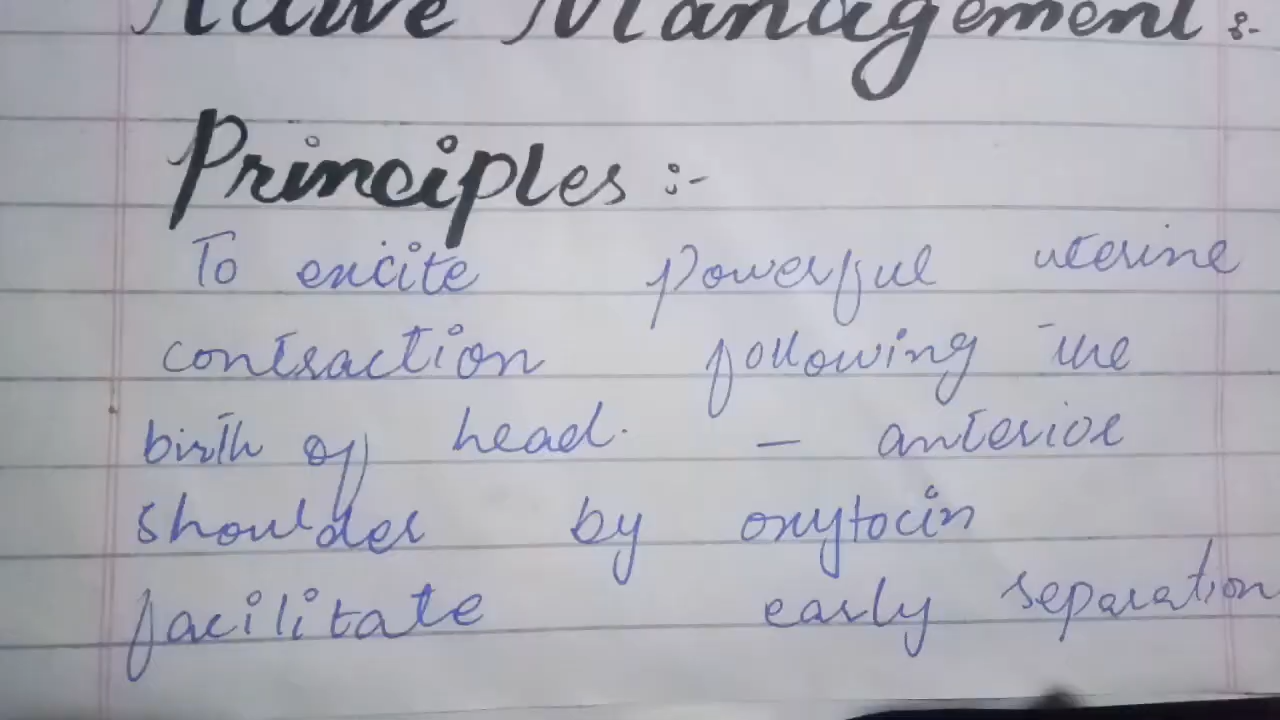 Active Management :-
Principles :-
To excite powerful uterine
contraction following the
birth of head. - anterior
shoulder by oxytocin
facilitate early separation